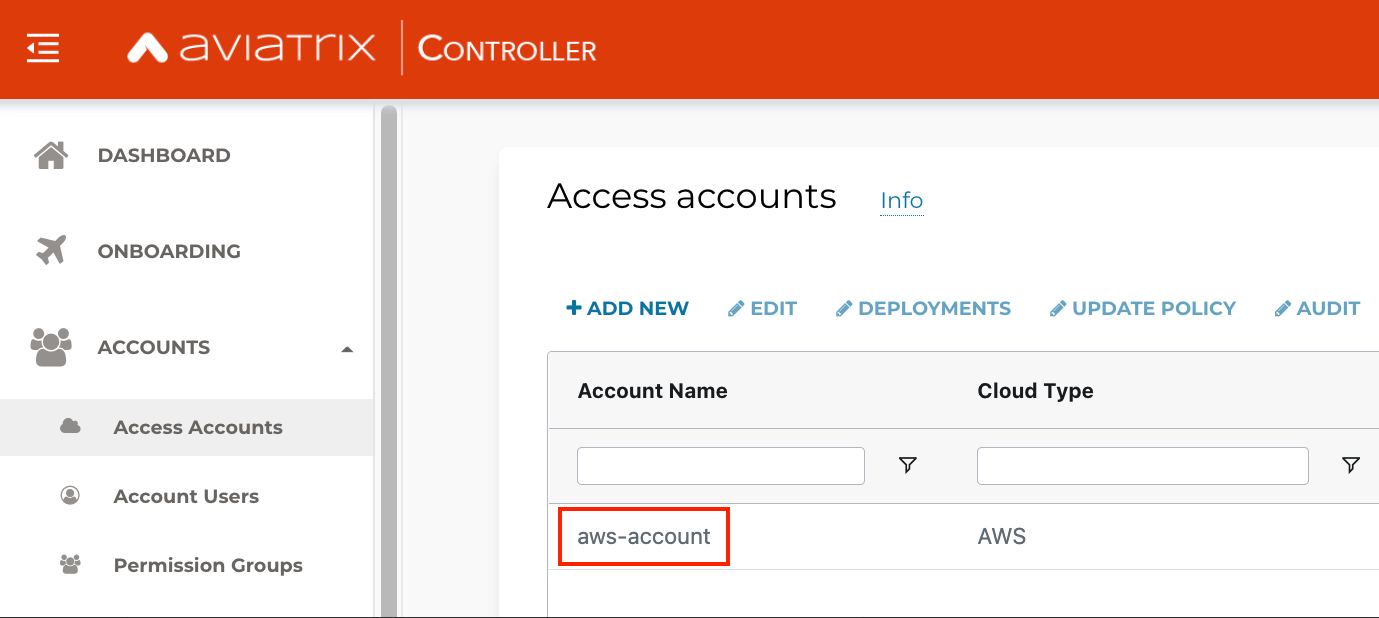 aviatrix CONTROLLER
DASHBOARD
ONBOARDING
ACCOUNTS
Access Accounts
Account Users
Permission Groups
Access accounts Info
ADD NEW EDIT DEPLOYMENTS UPDATE POLICY AUDIT
Account Name Cloud Type
aws-account AWS